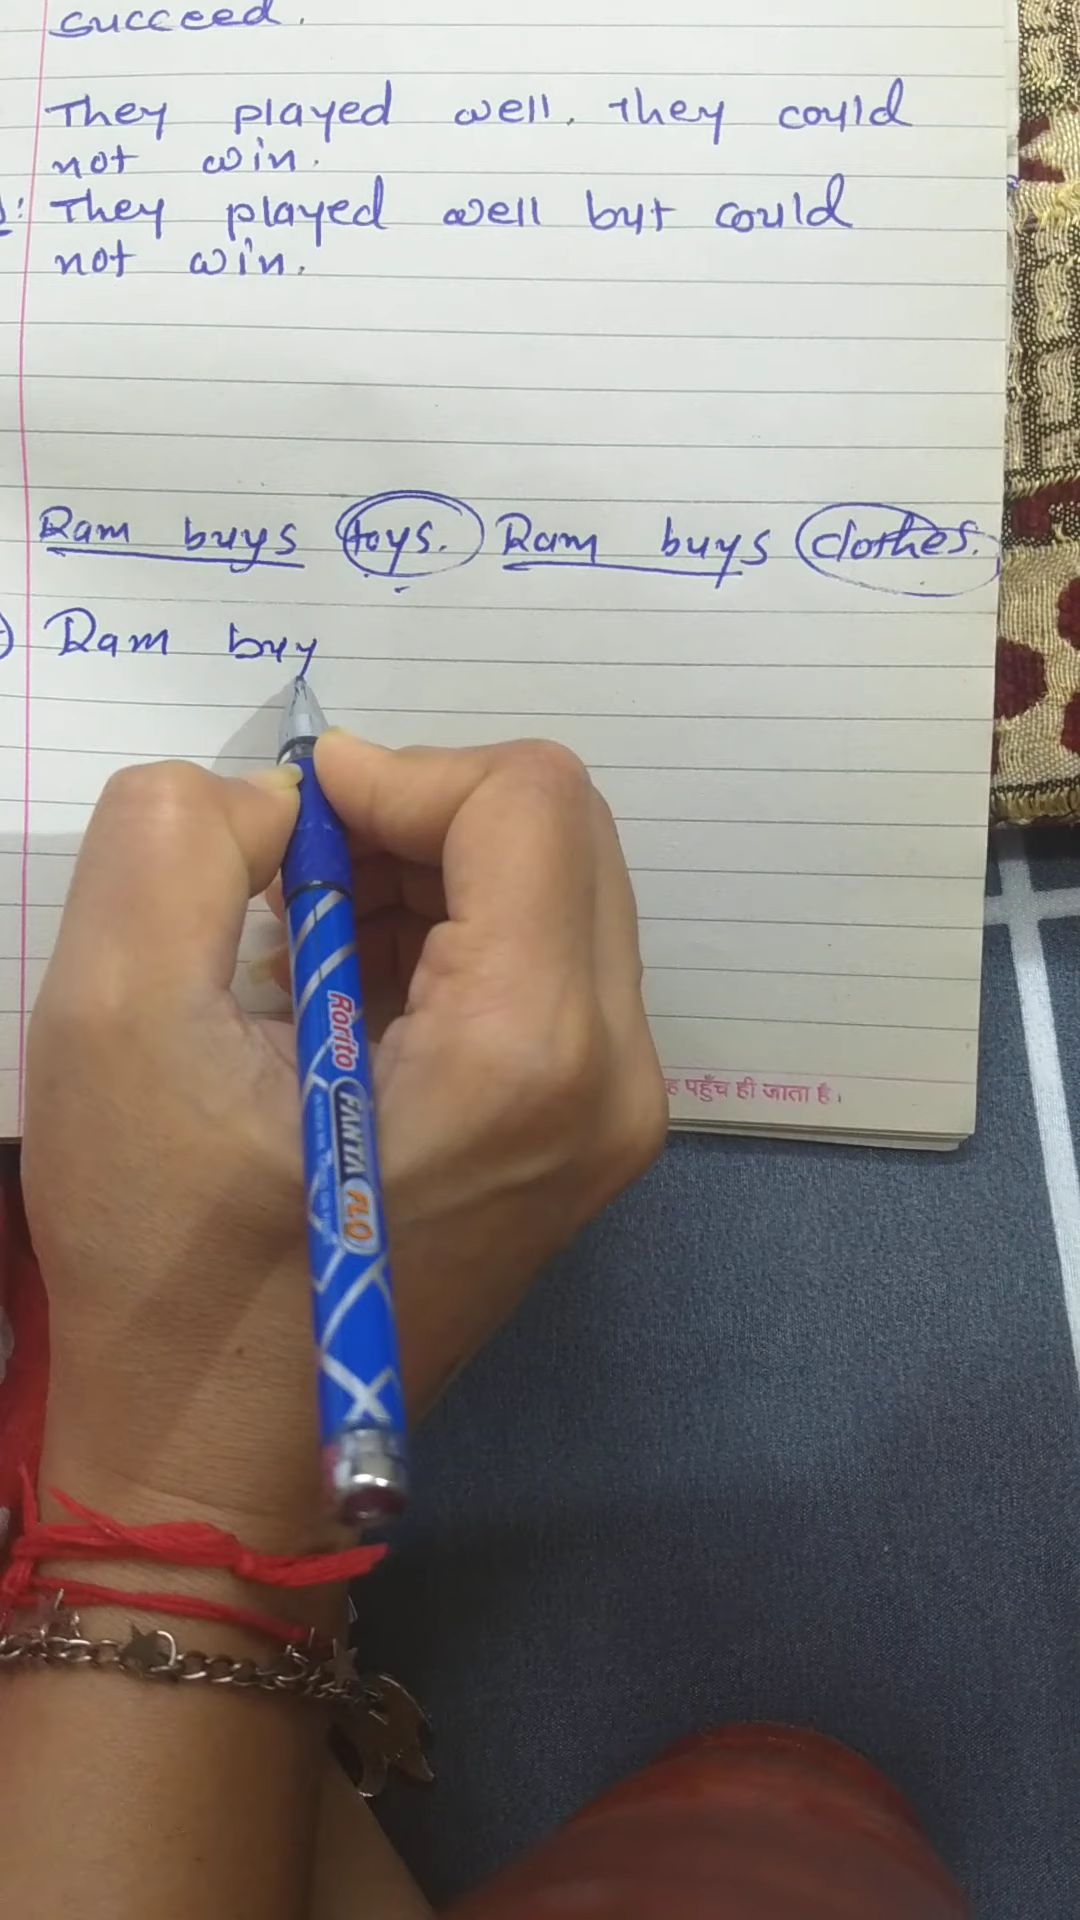 succeed.
They played well. They could
not win.
They played well but could
not win.
Ram buys toys. Ram buys clothes.
Ram buy
Rorito
FANTA FLO
पहुँच ही जाता है।